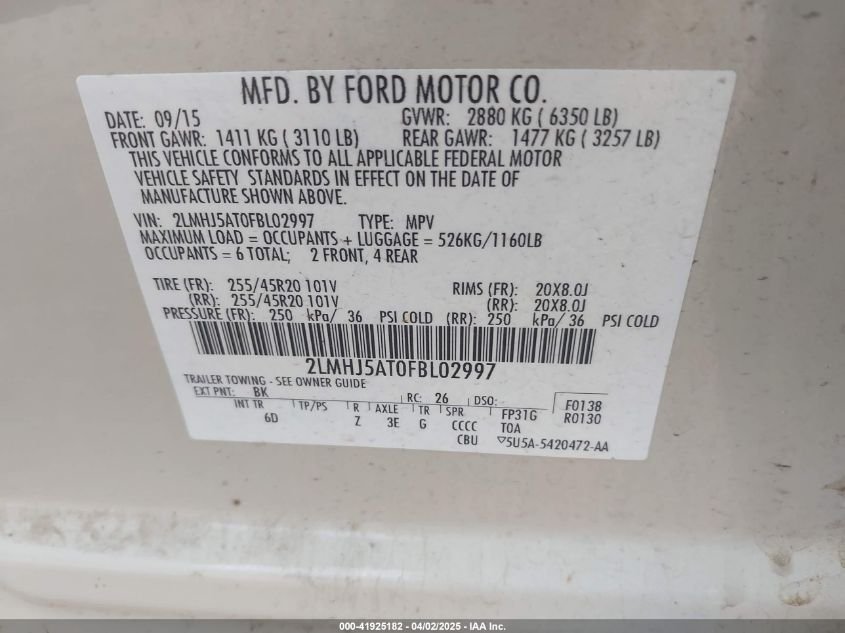 MFD. BY FORD MOTOR CO.
DATE: 09/15 GVWR: 2880 KG ( 6350 LB)
FRONT GAWR: 1411 KG ( 3110 LB) REAR GAWR: 1477 KG ( 3257 LB)
THIS VEHICLE CONFORMS TO ALL APPLICABLE FEDERAL MOTOR
VEHICLE SAFETY STANDARDS IN EFFECT ON THE DATE OF
MANUFACTURE SHOWN ABOVE.
VIN: 2LMHJ5AT0FBL02997 TYPE: MPV
MAXIMUM LOAD = OCCUPANTS + LUGGAGE = 526KG/1160LB
OCCUPANTS = 6 TOTAL; 2 FRONT, 4 REAR
TIRE (FR): 255/45R20 101V RIMS (FR): 20X8.0J
(RR): 255/45R20 101V (RR): 20X8.0J
PRESSURE (FR): 250 kPa/ 36 PSI COLD (RR): 250 kPa/ 36 PSI COLD
2LMHJ5AT0FBL02997
TRAILER TOWING - SEE OWNER GUIDE
EXT PNT: BK RC: 26 DSO: F0138
INT TR TP/PS R AXLE TR SPR FP31G R0130
6D Z 3E G CCCC TOA
CBU 5U5A-5420472-AA
000-41925182 - 04/02/2025 - IAA Inc.